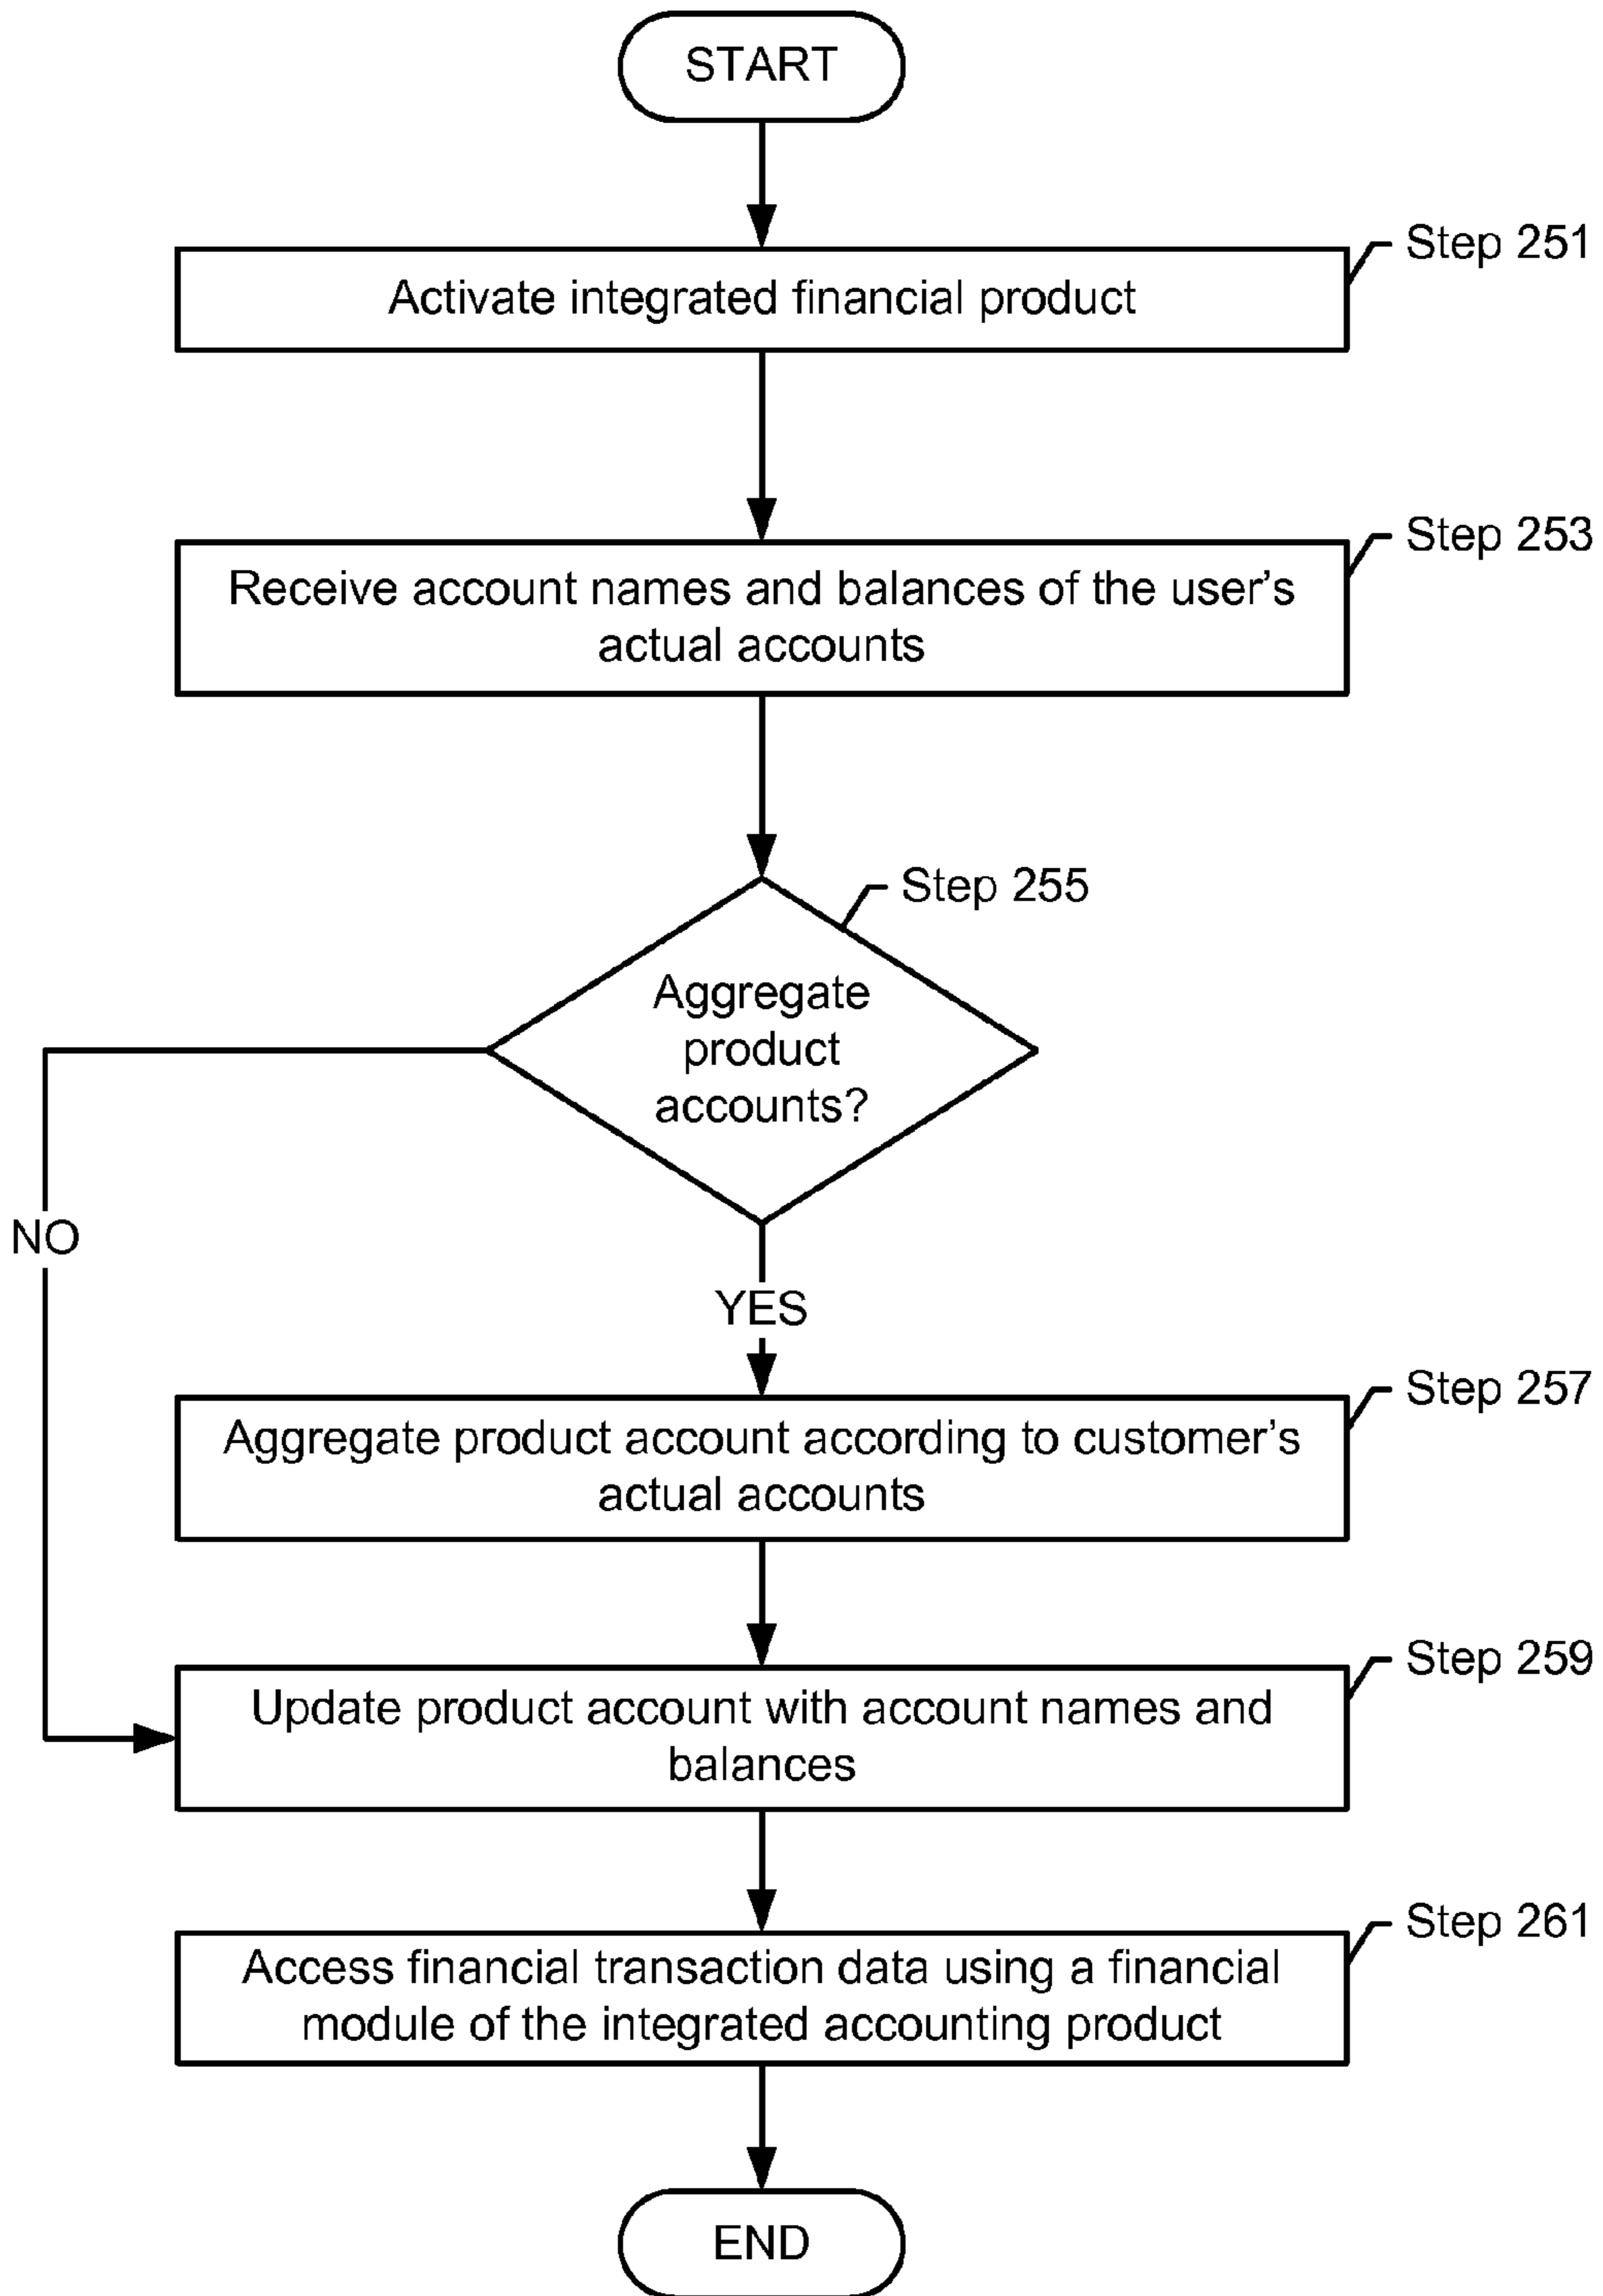 START
Step 251
Activate integrated financial product
Step 253
Receive account names and balances of the user’s
actual accounts
Step 255
Aggregate
product
accounts?
NO
YES
Step 257
Aggregate product account according to customer’s
actual accounts
Step 259
Update product account with account names and
balances
Step 261
Access financial transaction data using a financial
module of the integrated accounting product
END